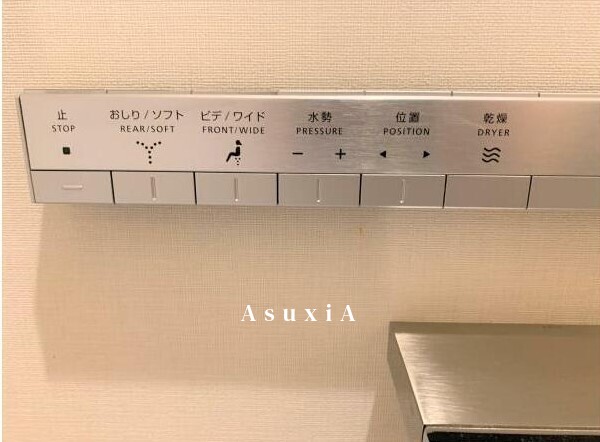 止
STOP
おしり/ソフト
REAR/SOFT
ビデ/ワイド
FRONT/WIDE
水勢
PRESSURE
− +
位置
POSITION
乾燥
DRYER
AsuxiA